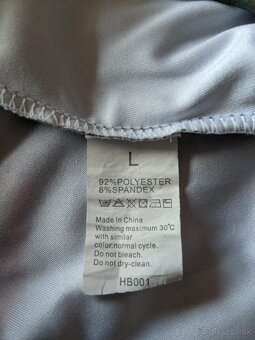 L
92%POLYESTER
8%SPANDEX
Made In China
Washing maximum 30℃
with similar
color.normal cycle.
Do not bleach.
Do not dry-clean.
HB001